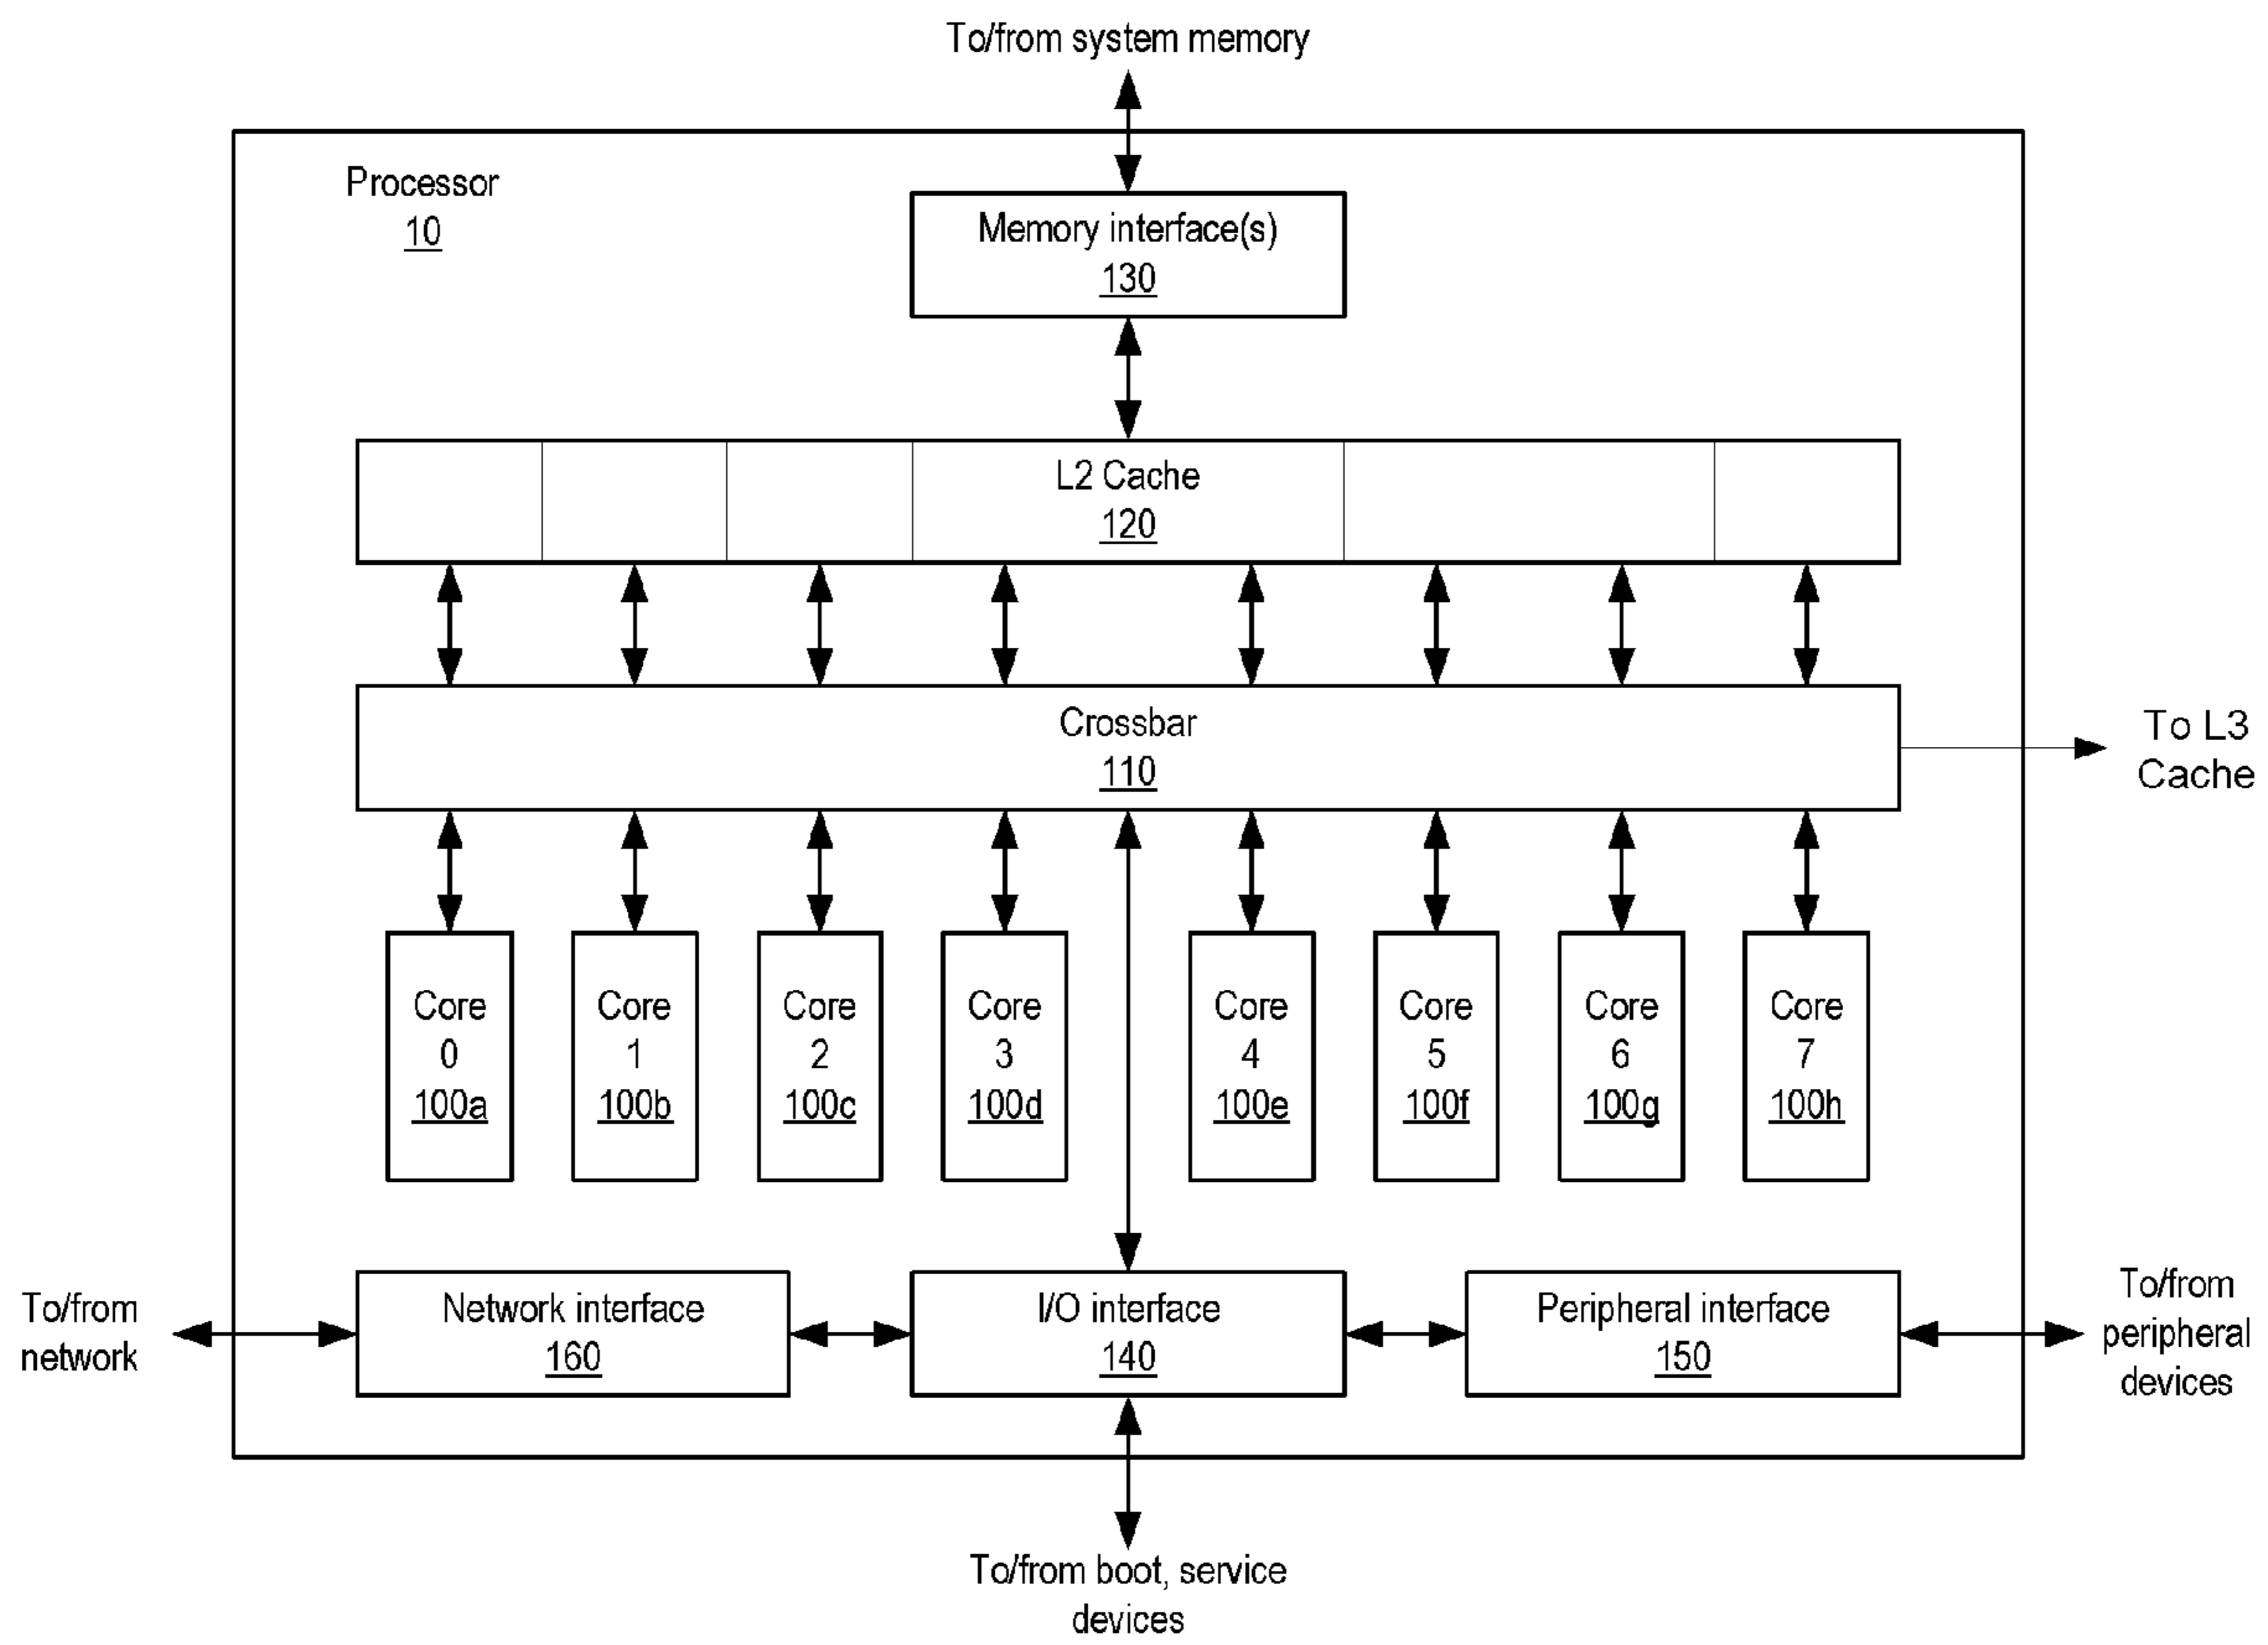 To/from system memory
Processor
10
Memory interface(s)
130
L2 Cache
120
Crossbar
110
To L3
Cache
Core
0
100a
Core
1
100b
Core
2
100c
Core
3
100d
Core
4
100e
Core
5
100f
Core
6
100g
Core
7
100h
To/from
network
Network interface
160
I/O interface
140
Peripheral interface
150
To/from
peripheral
devices
To/from boot, service
devices